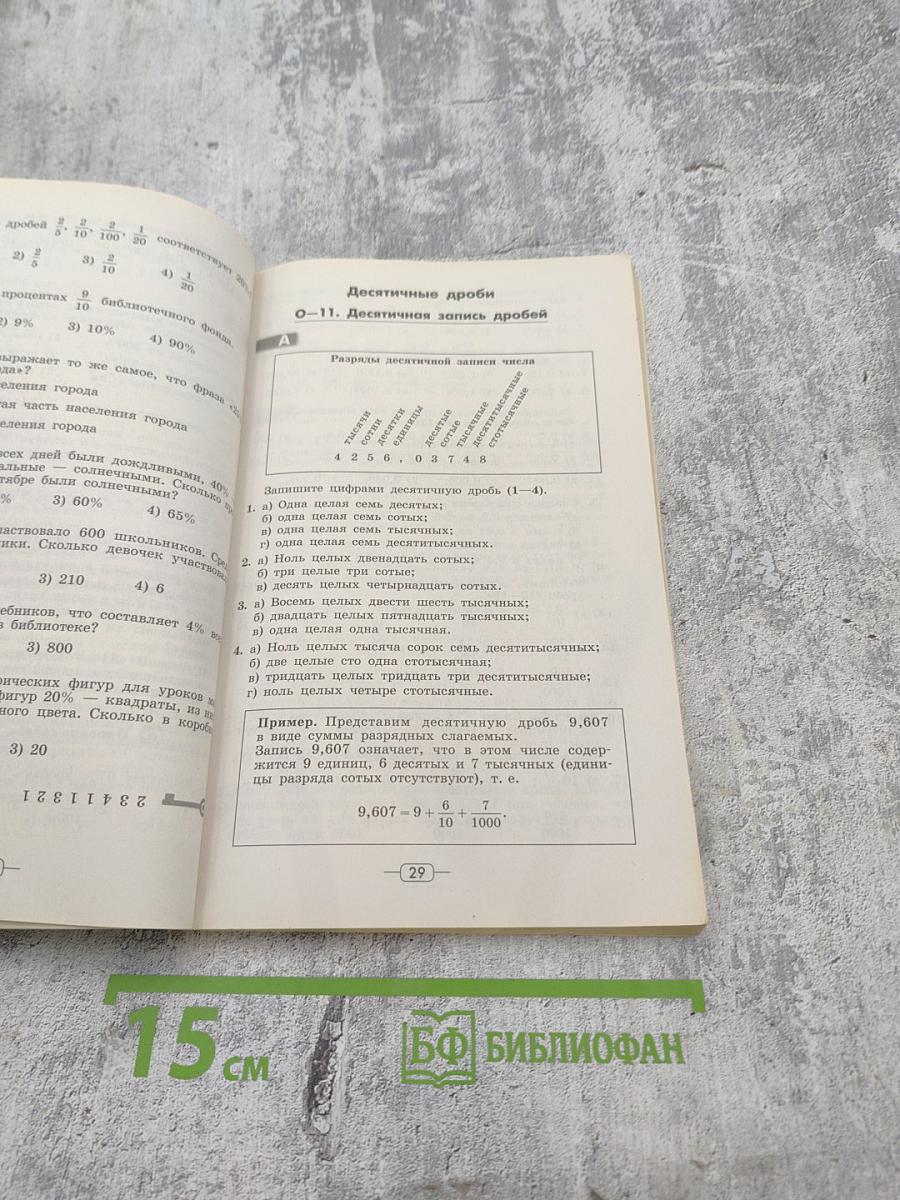 дробей 2/5, 2/10, 2/100, 1/20 соответствует 20%
2) 2/5 3) 2/10 4) 1/20
процентах 9/10 библиотечного фонда.
2) 9% 3) 10% 4) 90%
выражает то же самое, что фраза
селения города
тая часть населения города
селения города
всех дней были дождливыми, 40%
альные — солнечными. Сколько
тябре были солнечными?
% 3) 60% 4) 65%
частвовало 600 школьников.
ики. Сколько девочек
3) 210 4) 6
ебников, что составляет 4%
в библиотеке?
3) 800
рических фигур для уроков
фигур 20% — квадраты, из
ного цвета. Сколько в
3) 20
2 3 4 1 1 3 2 1
Десятичные дроби
О—11. Десятичная запись дробей
А
Разряды десятичной записи числа
тысячи сотни десятки единицы десятые сотые тысячные десятитысячные стотысячные
4 2 5 6 , 0 3 7 4 8
Запишите цифрами десятичную дробь (1—4).
1. а) Одна целая семь десятых;
б) одна целая семь сотых;
в) одна целая семь тысячных;
г) одна целая семь десятитысячных.
2. а) Ноль целых двенадцать сотых;
б) три целые три сотые;
в) десять целых четырнадцать сотых.
3. а) Восемь целых двести шесть тысячных;
б) двадцать целых пятнадцать тысячных;
в) одна целая одна тысячная.
4. а) Ноль целых тысяча сорок семь десятитысячных;
б) две целые сто одна стотысячная;
в) тридцать целых тридцать три десятитысячные;
г) ноль целых четыре стотысячные.
Пример. Представим десятичную дробь 9,607
в виде суммы разрядных слагаемых.
Запись 9,607 означает, что в этом числе содер-
жится 9 единиц, 6 десятых и 7 тысячных (едини-
цы разряда сотых отсутствуют), т. е.
9,607 = 9 + 6/10 + 7/1000.
29
15 см
БФ БИБЛИОФАН